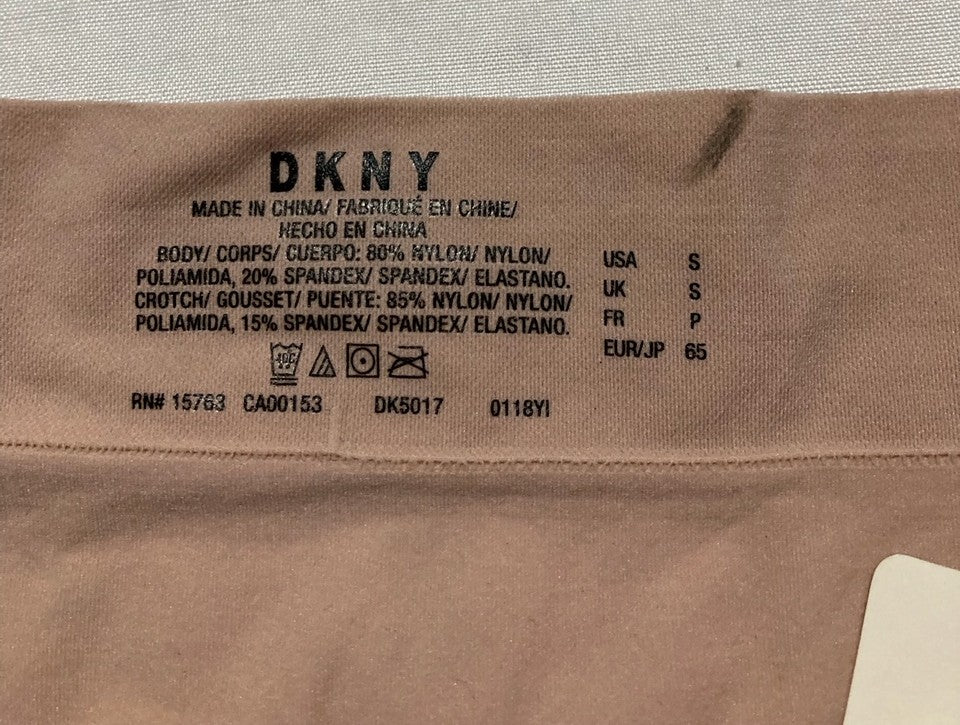 DKNY
MADE IN CHINA/ FABRIQUÉ EN CHINE/
HECHO EN CHINA
BODY/ CORPS/ CUERPO: 80% NYLON/ NYLON/
POLIAMIDA, 20% SPANDEX/ SPANDEX/ ELASTANO.
CROTCH/ GOUSSET/ PUENTE: 85% NYLON/ NYLON/
POLIAMIDA, 15% SPANDEX/ SPANDEX/ ELASTANO.
40C
RN# 15763 CA00153 DK5017 0118YI
USA S
UK S
FR P
EUR/JP 65